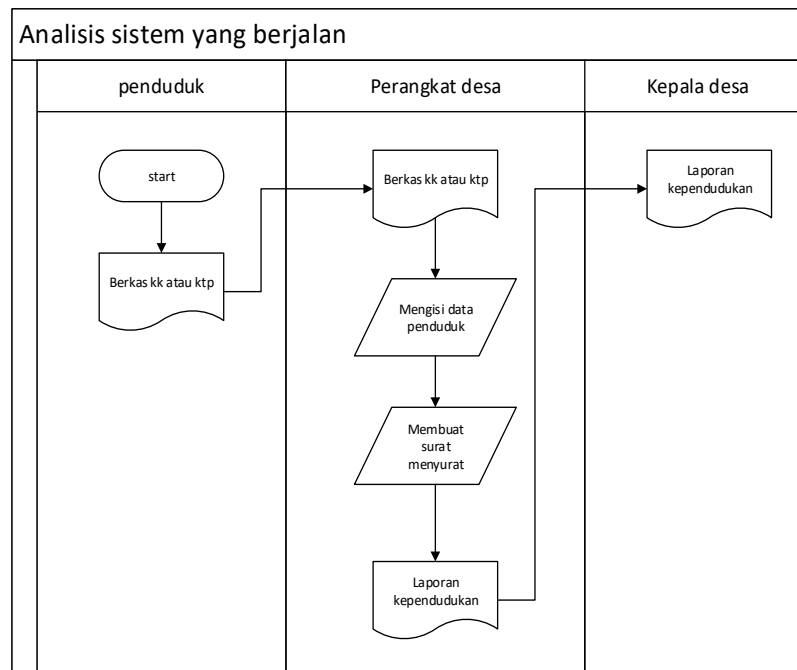 Analisis sistem yang berjalan
penduduk
Perangkat desa
Kepala desa
start
Berkas kk atau ktp
Berkas kk atau ktp
Mengisi data
penduduk
Membuat
surat
menyurat
Laporan
kependudukan
Laporan
kependudukan